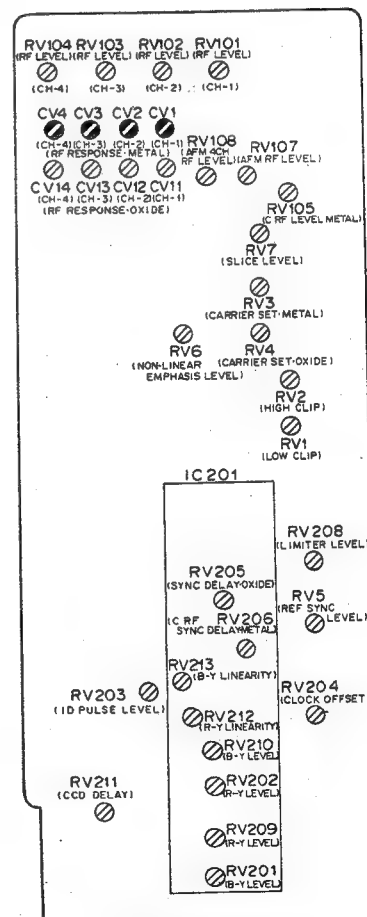 RV104 RV103 RV102 RV101
(RF LEVEL) (RF LEVEL) (RF LEVEL) (RF LEVEL)
(CH-4) (CH-3) (CH-2) (CH-1)
CV4 CV3 CV2 CV1
(CH-4) (CH-3) (CH-2) (CH-1)
(RF RESPONSE-METAL)
RV108
(AFM 4CH
RF LEVEL)
RV107
(AFM RF LEVEL)
CV14 CV13 CV12 CV11
(CH-4) (CH-3) (CH-2) (CH-1)
(RF RESPONSE-OXIDE)
RV105
(C RF LEVEL METAL)
RV7
(SLICE LEVEL)
RV3
(CARRIER SET-METAL)
RV6
(NON-LINEAR
EMPHASIS LEVEL)
RV4
(CARRIER SET-OXIDE)
RV2
(HIGH CLIP)
RV1
(LOW CLIP)
IC201
RV208
(LIMITER LEVEL)
RV205
(SYNC DELAY-OXIDE)
RV5
(REF SYNC
LEVEL)
RV206
(C RF
SYNC DELAY-METAL)
RV213
(B-Y LINEARITY)
RV203
(ID PULSE LEVEL)
RV204
(CLOCK OFFSET)
RV212
(R-Y LINEARITY)
RV210
(B-Y LEVEL)
RV202
(R-Y LEVEL)
RV211
(CCD DELAY)
RV209
(R-Y LEVEL)
RV201
(B-Y LEVEL)